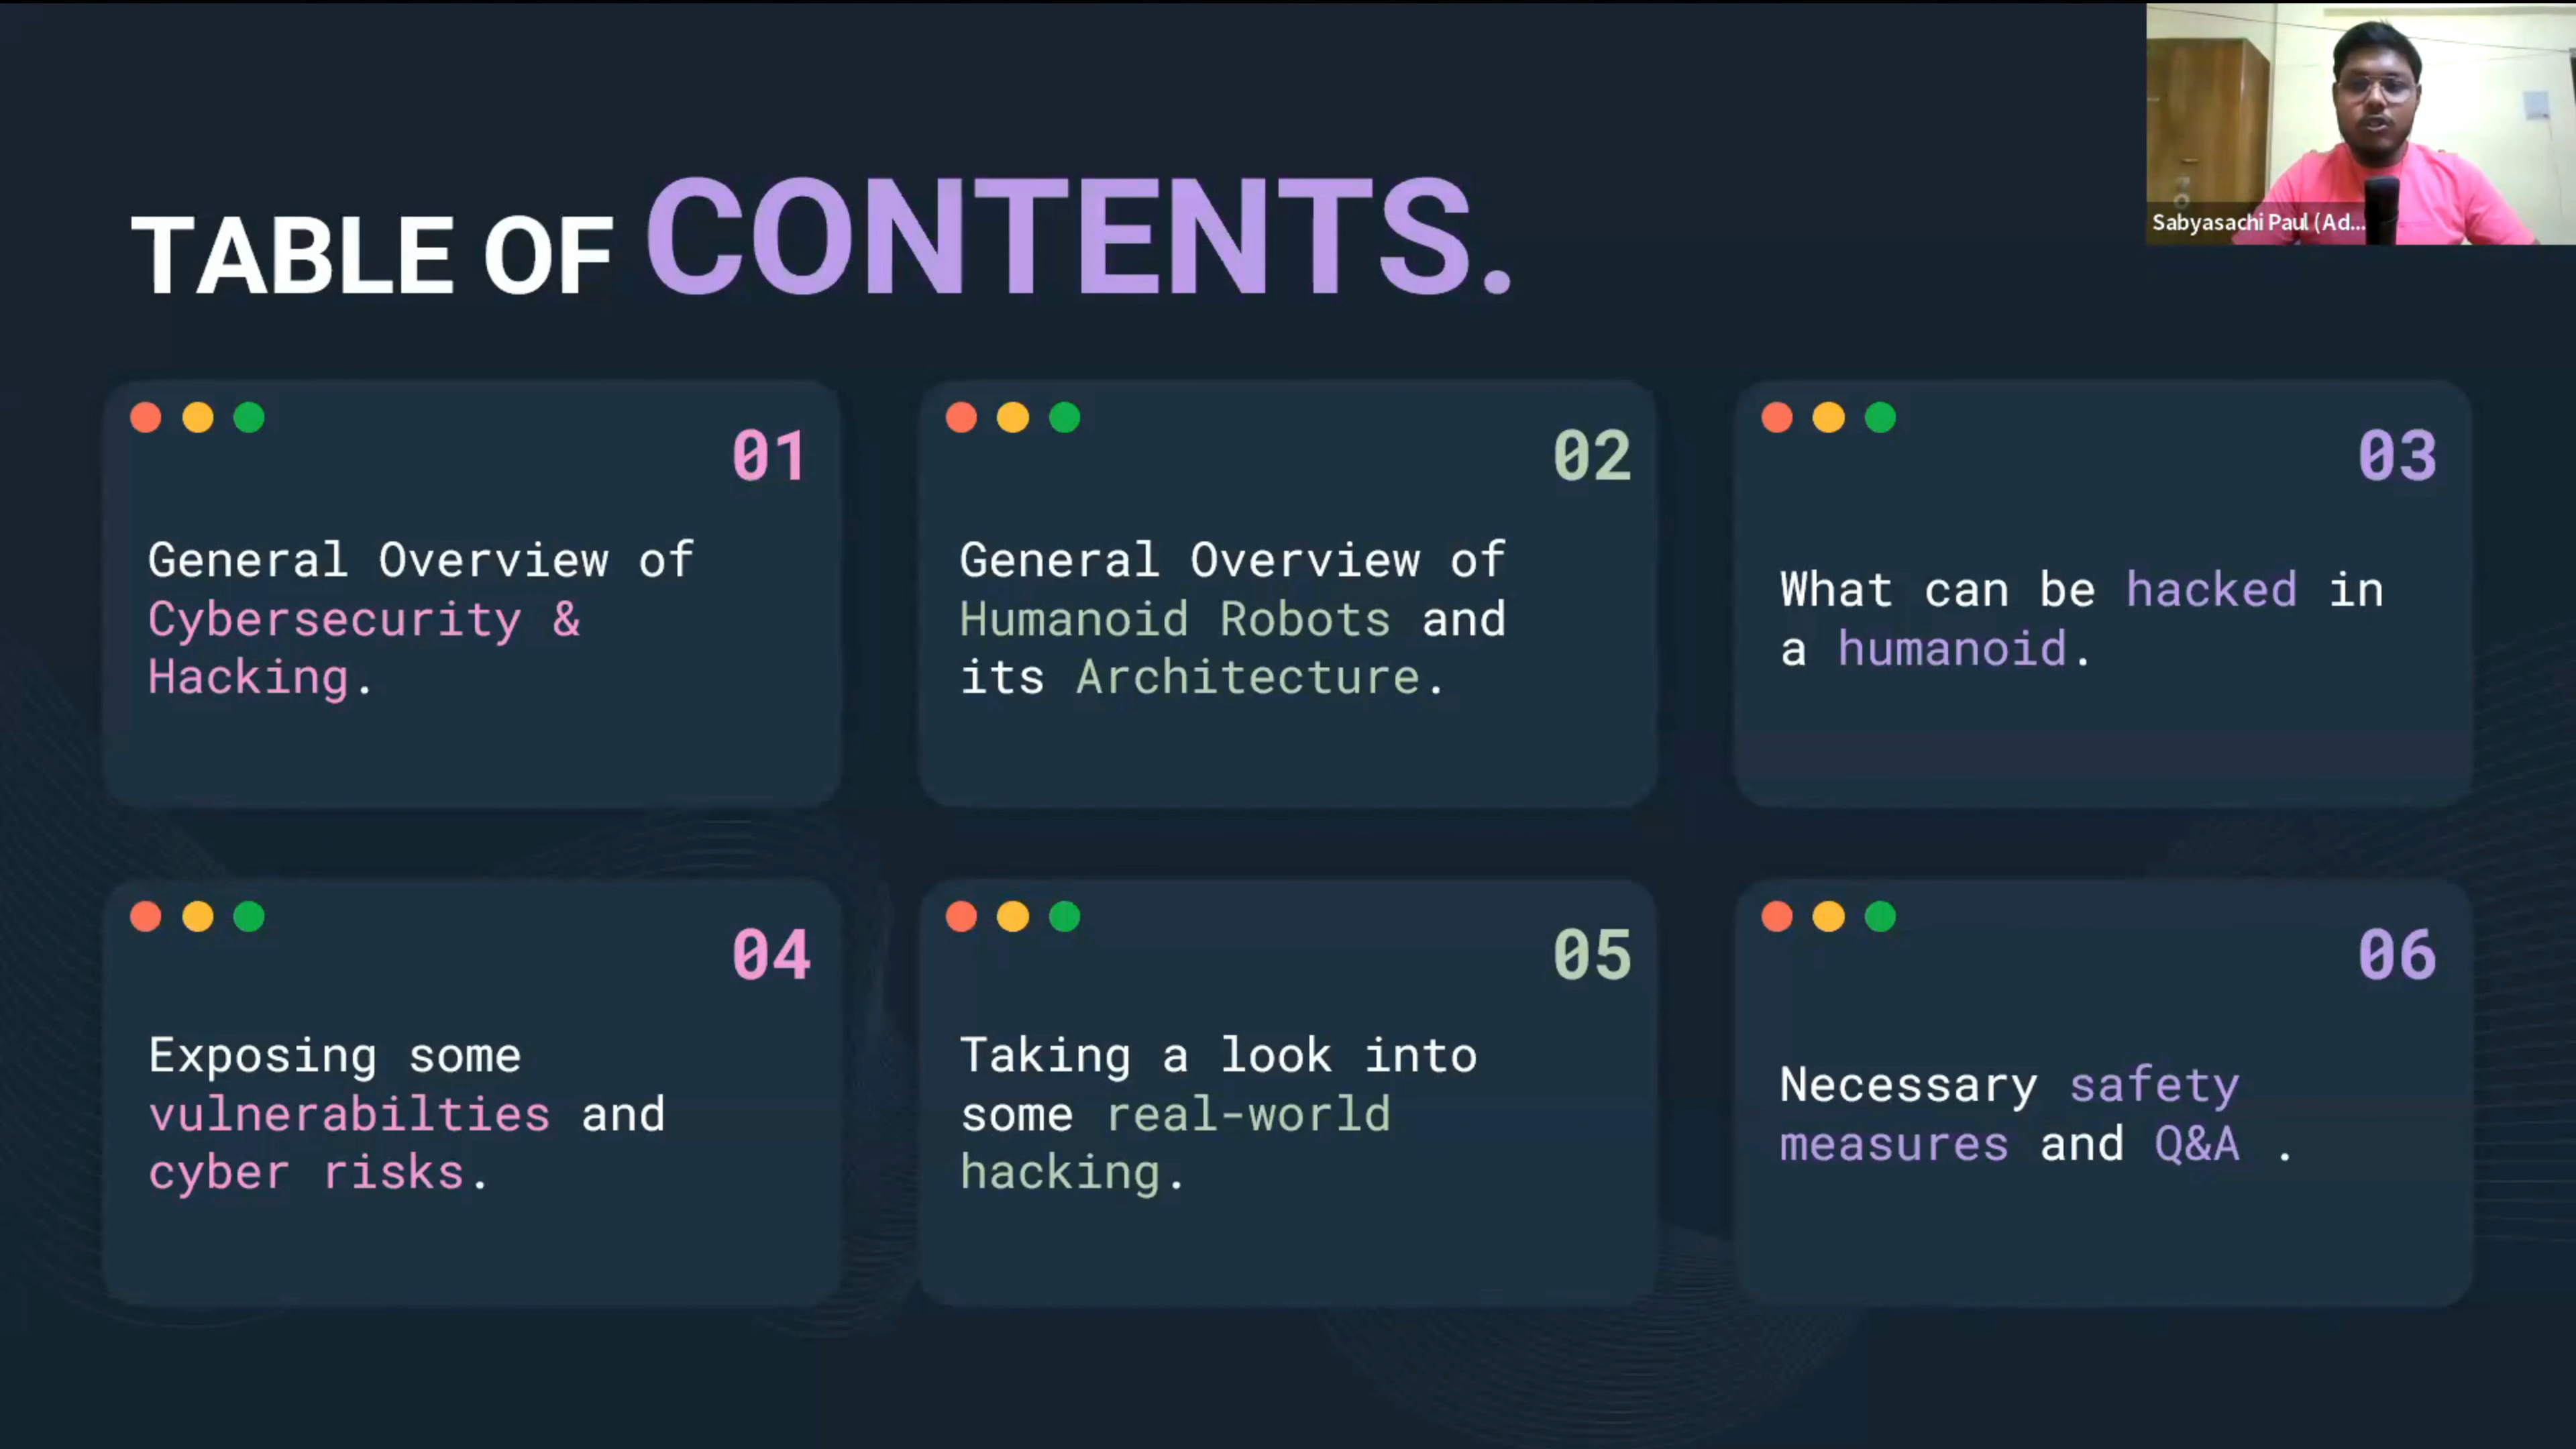 TABLE OF CONTENTS.
Sabyasachi Paul (Ad...
01
General Overview of
Cybersecurity &
Hacking.
02
General Overview of
Humanoid Robots and
its Architecture.
03
What can be hacked in
a humanoid.
04
Exposing some
vulnerabilties and
cyber risks.
05
Taking a look into
some real-world
hacking.
06
Necessary safety
measures and Q&A .